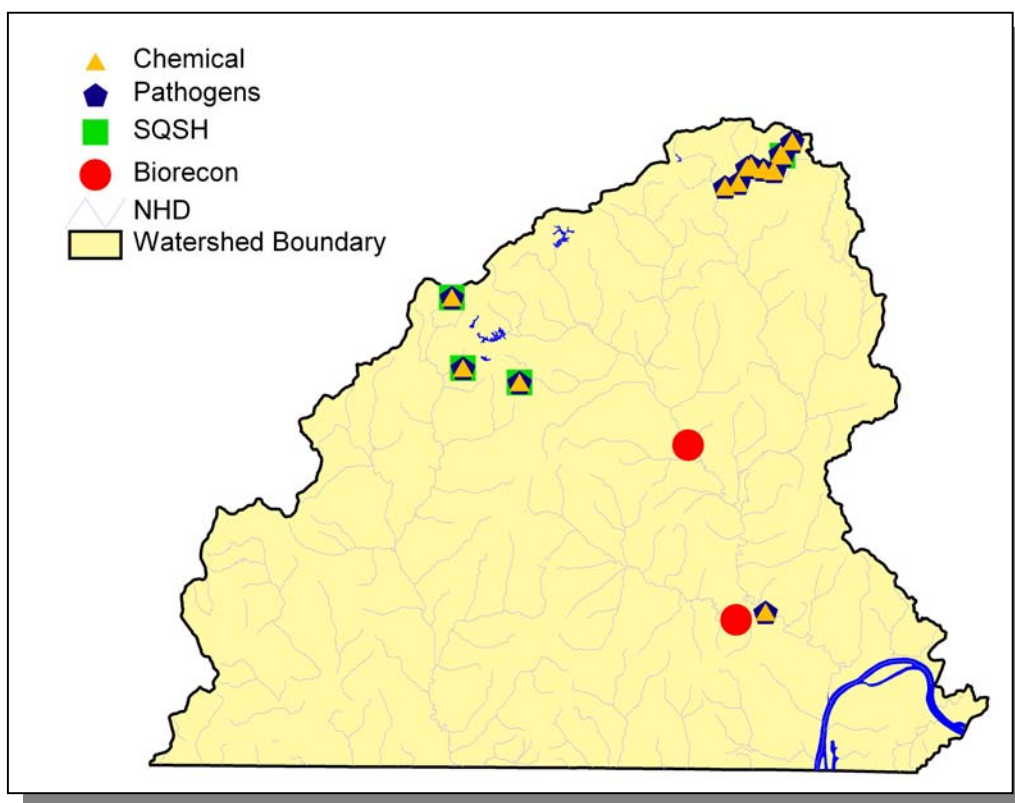 Chemical
Pathogens
SQSH
Biorecon
NHD
Watershed Boundary